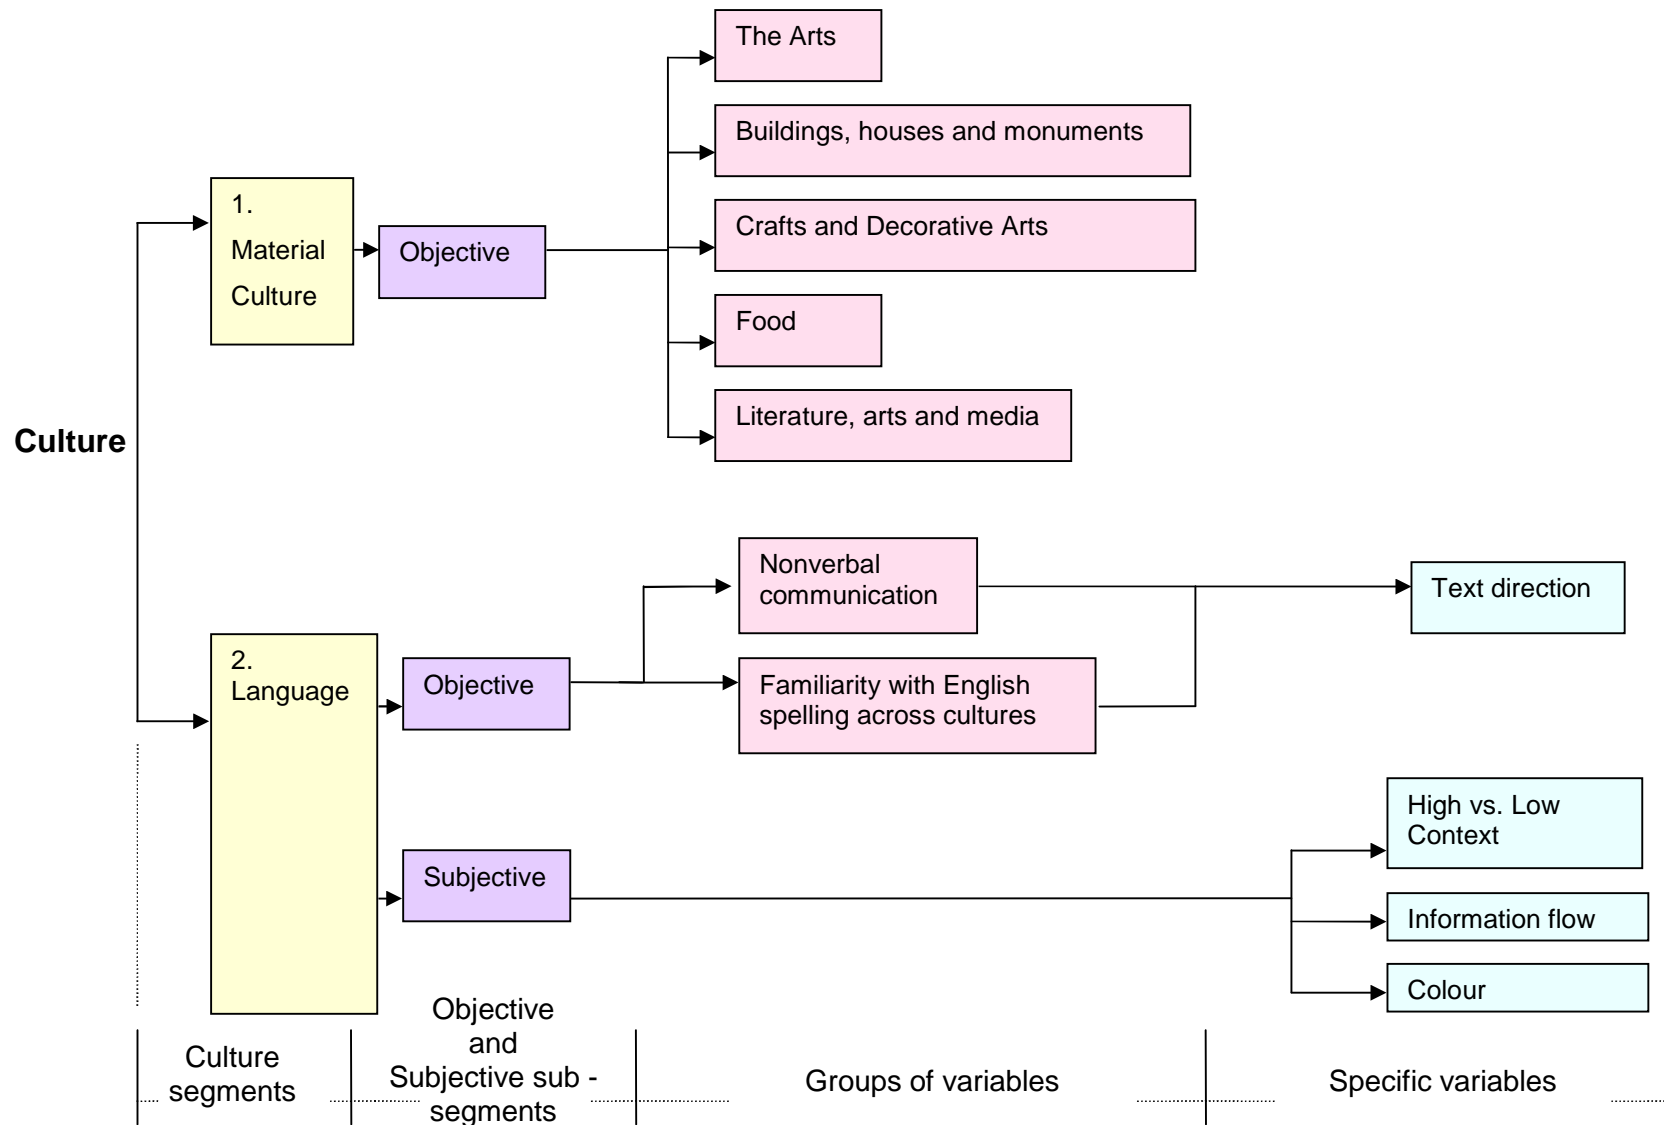 The Arts
Buildings, houses and monuments
1.
Material
Culture
Objective
Crafts and Decorative Arts
Food
Literature, arts and media
Culture
Nonverbal
communication
Text direction
2.
Language
Objective
Familiarity with English
spelling across cultures
High vs. Low
Context
Subjective
Information flow
Colour
Culture
segments
Objective
and
Subjective sub -
segments
Groups of variables
Specific variables